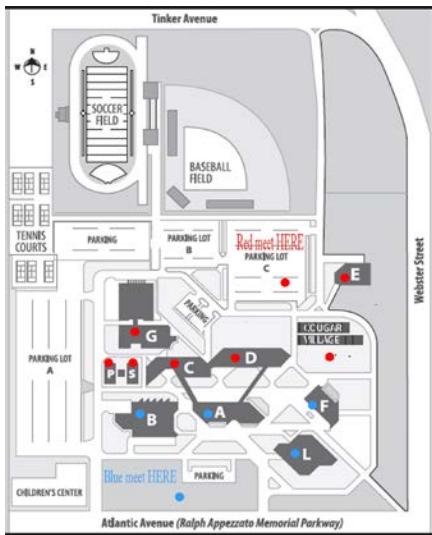 Tinker Avenue
N
W E
S
SOCCER
FIELD
BASEBALL
FIELD
TENNIS
COURTS
PARKING
PARKING LOT
B
Red meet HERE
PARKING LOT
C
E
Webster Street
PARKING
G
COUGAR
VILLAGE
D
C
PARKING LOT
A
P S
F
B
A
L
Blue meet HERE
PARKING
CHILDREN'S CENTER
Atlantic Avenue (Ralph Appezzato Memorial Parkway)